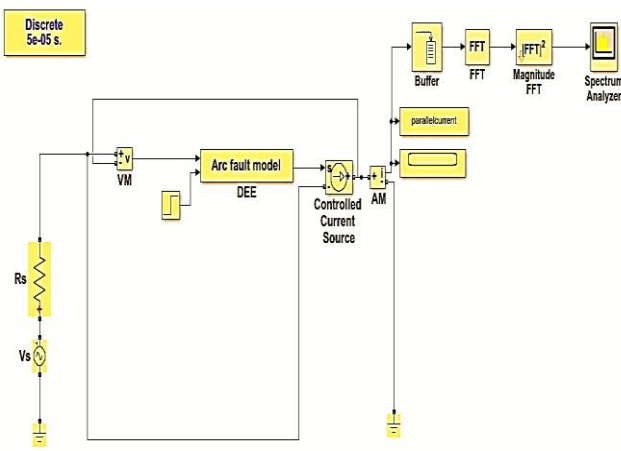 Discrete
5e-05 s.
FFT
|FFT|²
Buffer
FFT
Magnitude
FFT
Spectrum
Analyzer
parallelcurrent
+
-
v
VM
Arc fault model
DEE
s
+
-
Controlled
Current
Source
+
i
-
AM
Rs
+
Vs